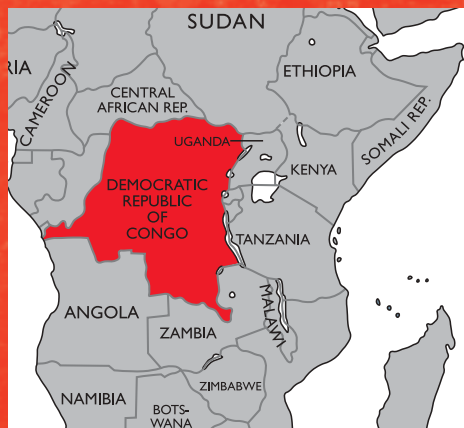 SUDAN
RIA
CAMEROON
ETHIOPIA
CENTRAL
AFRICAN REP.
SOMALI REP.
UGANDA
KENYA
DEMOCRATIC
REPUBLIC
OF
CONGO
TANZANIA
ANGOLA
MALAWI
ZAMBIA
ZIMBABWE
NAMIBIA
BOTS-
WANA